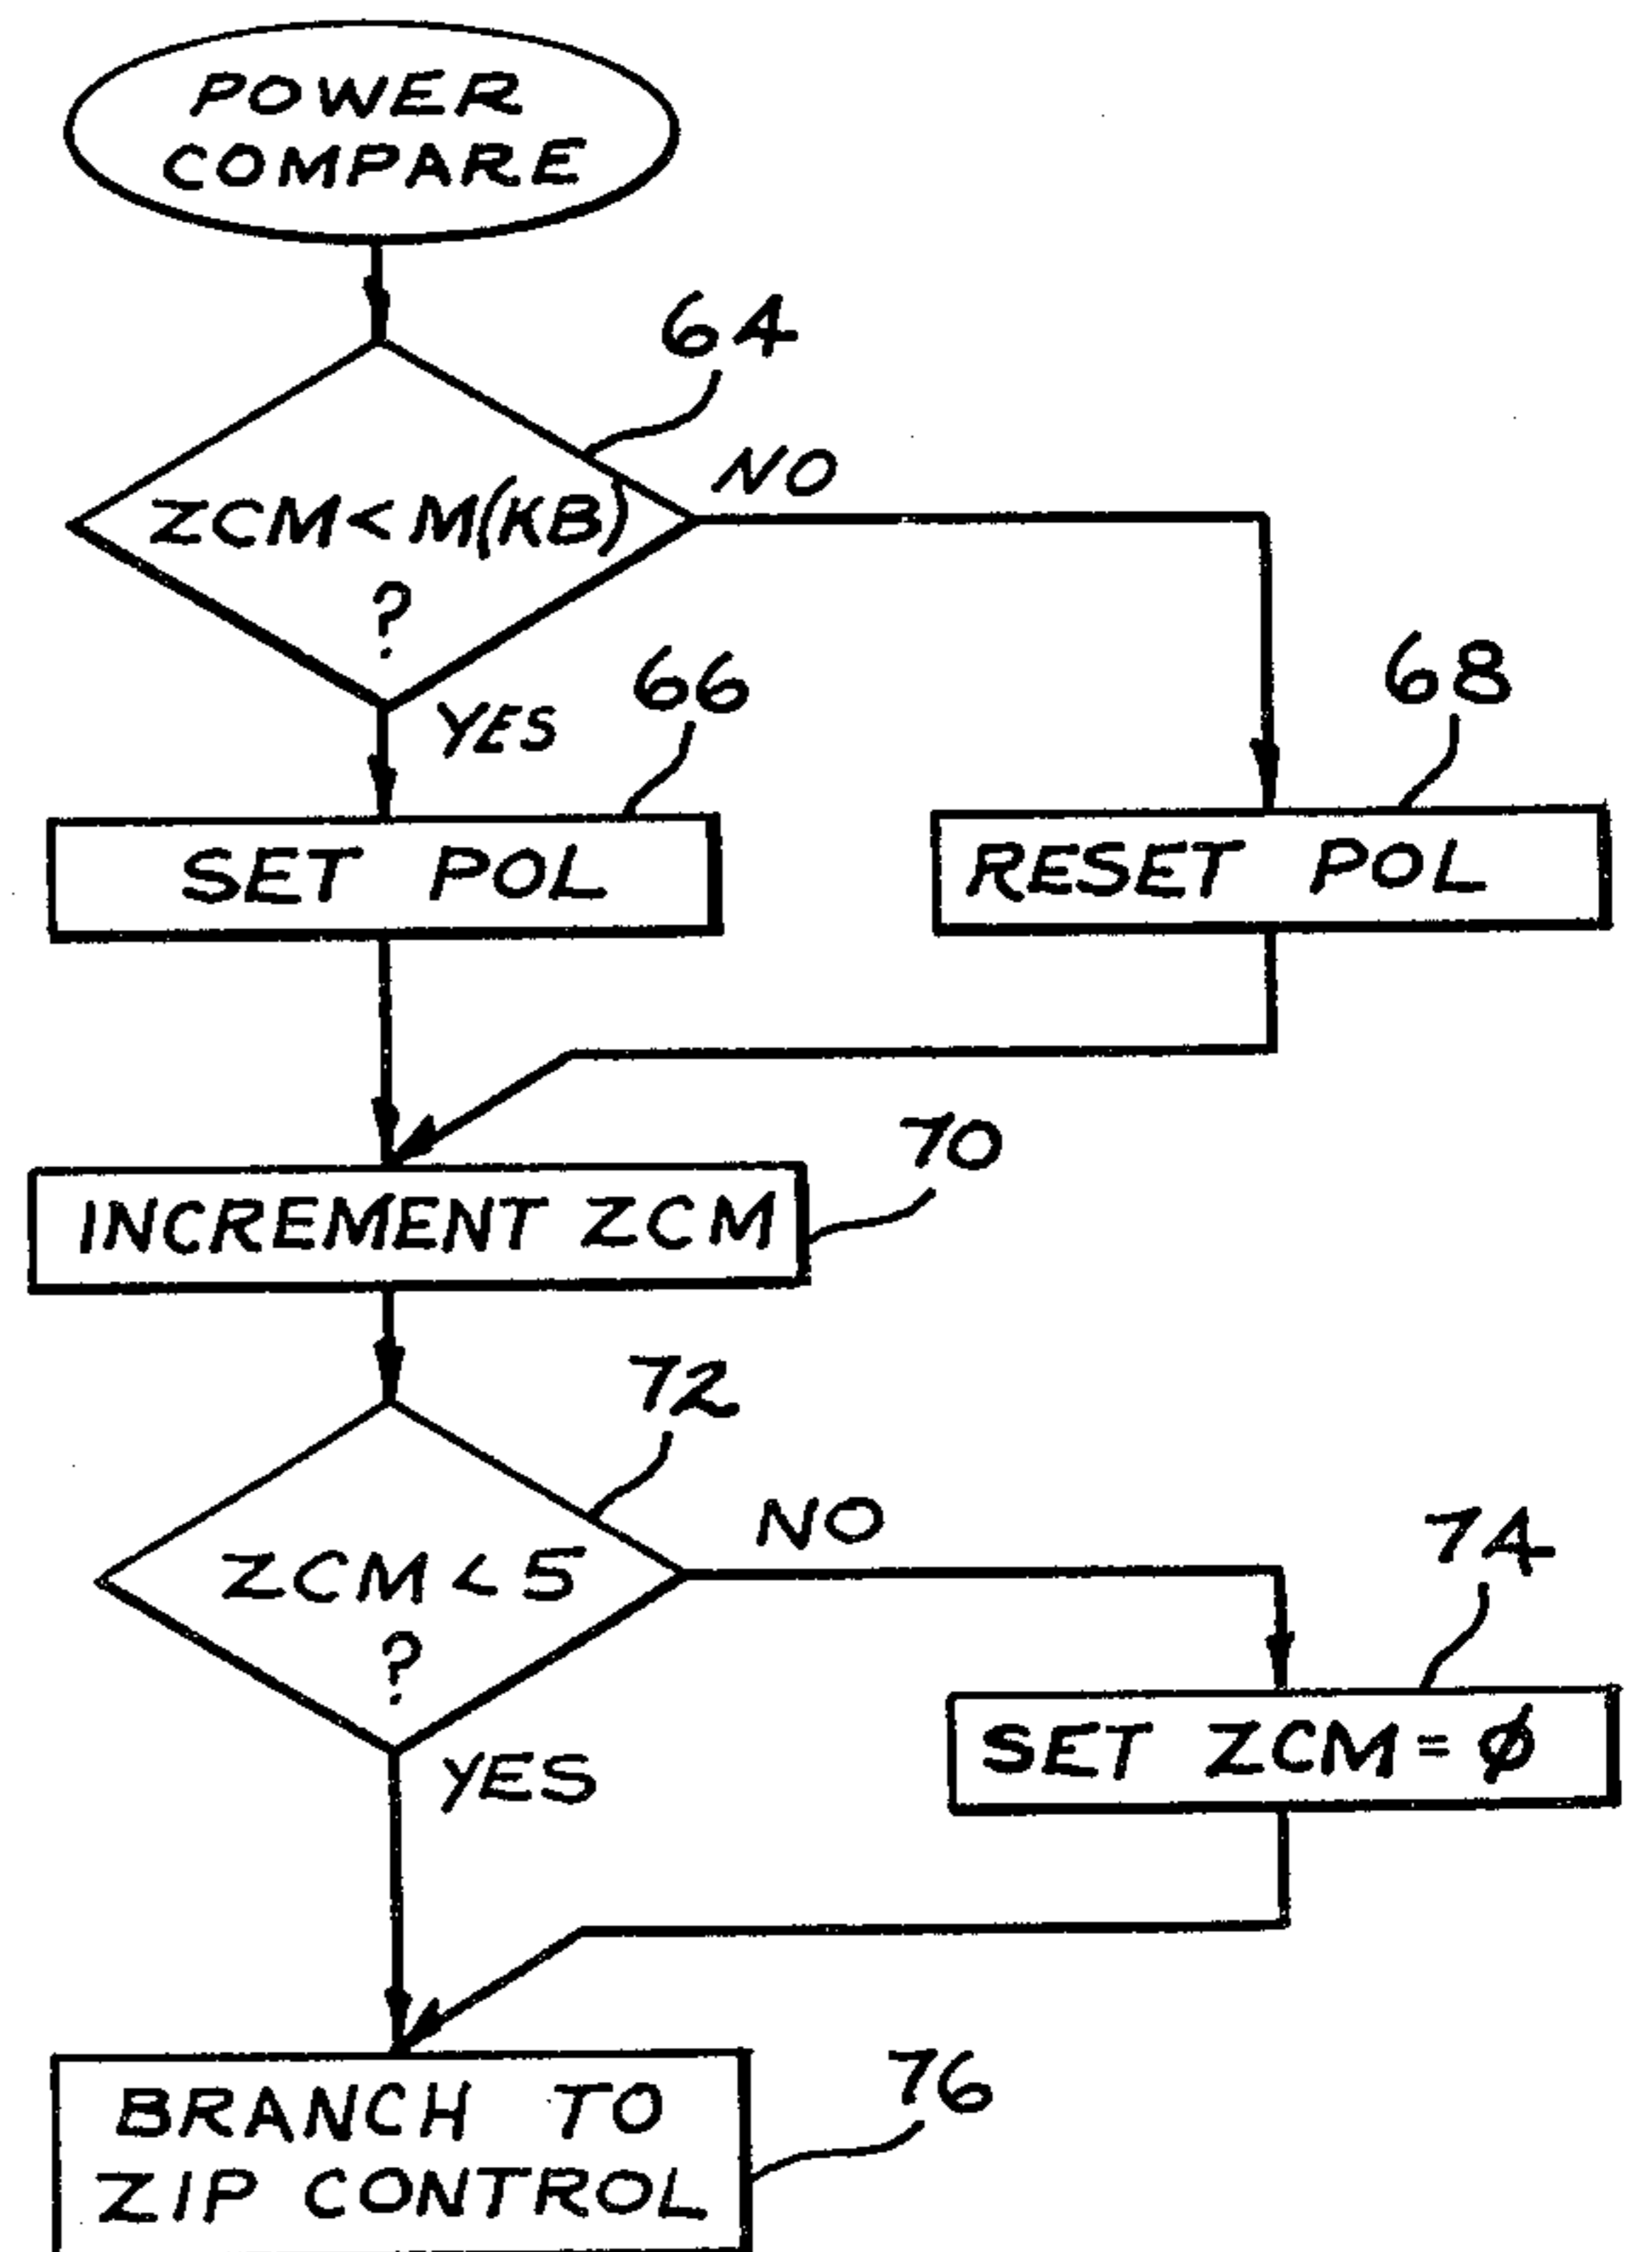 POWER
COMPARE
64
ZCM < M(KB)
?
NO
YES
66
68
SET POL
RESET POL
70
INCREMENT ZCM
72
ZCM < 5
?
NO
YES
74
SET ZCM = ∅
76
BRANCH TO
ZIP CONTROL